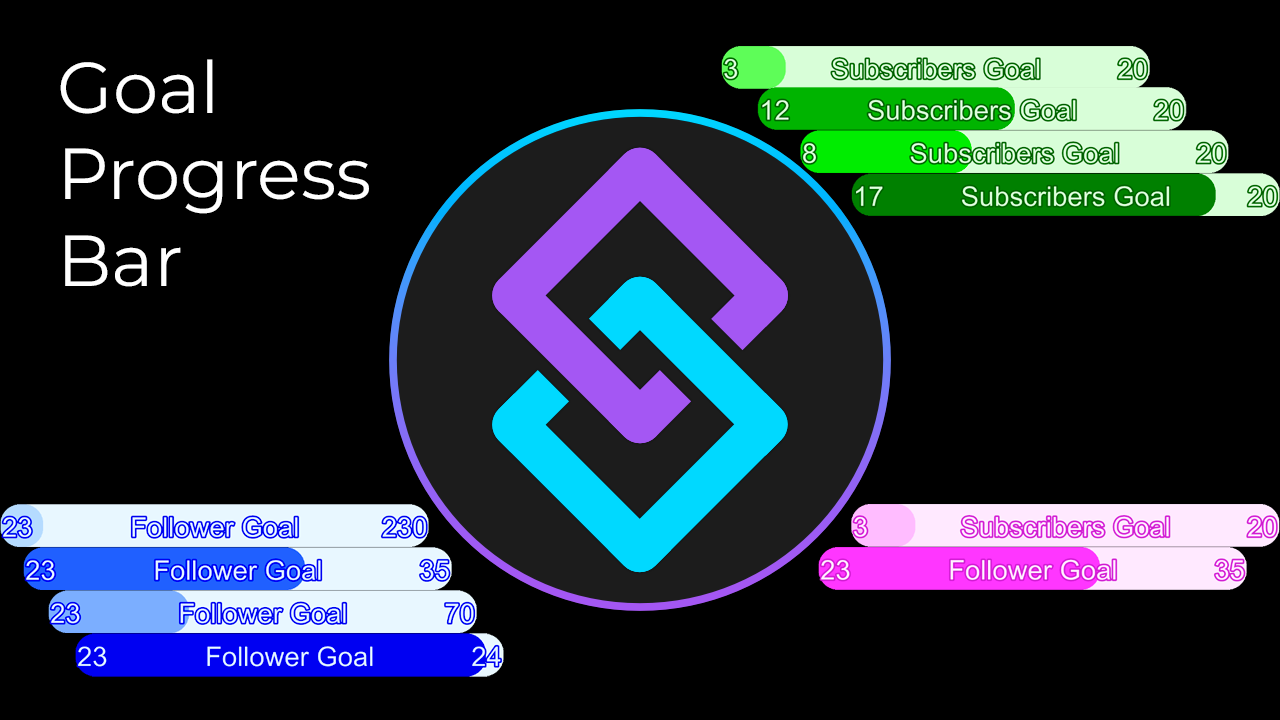 Goal
Progress
Bar
3 Subscribers Goal 20
12 Subscribers Goal 20
8 Subscribers Goal 20
17 Subscribers Goal 20
23 Follower Goal 230
23 Follower Goal 35
23 Follower Goal 70
23 Follower Goal 24
3 Subscribers Goal 20
23 Follower Goal 35